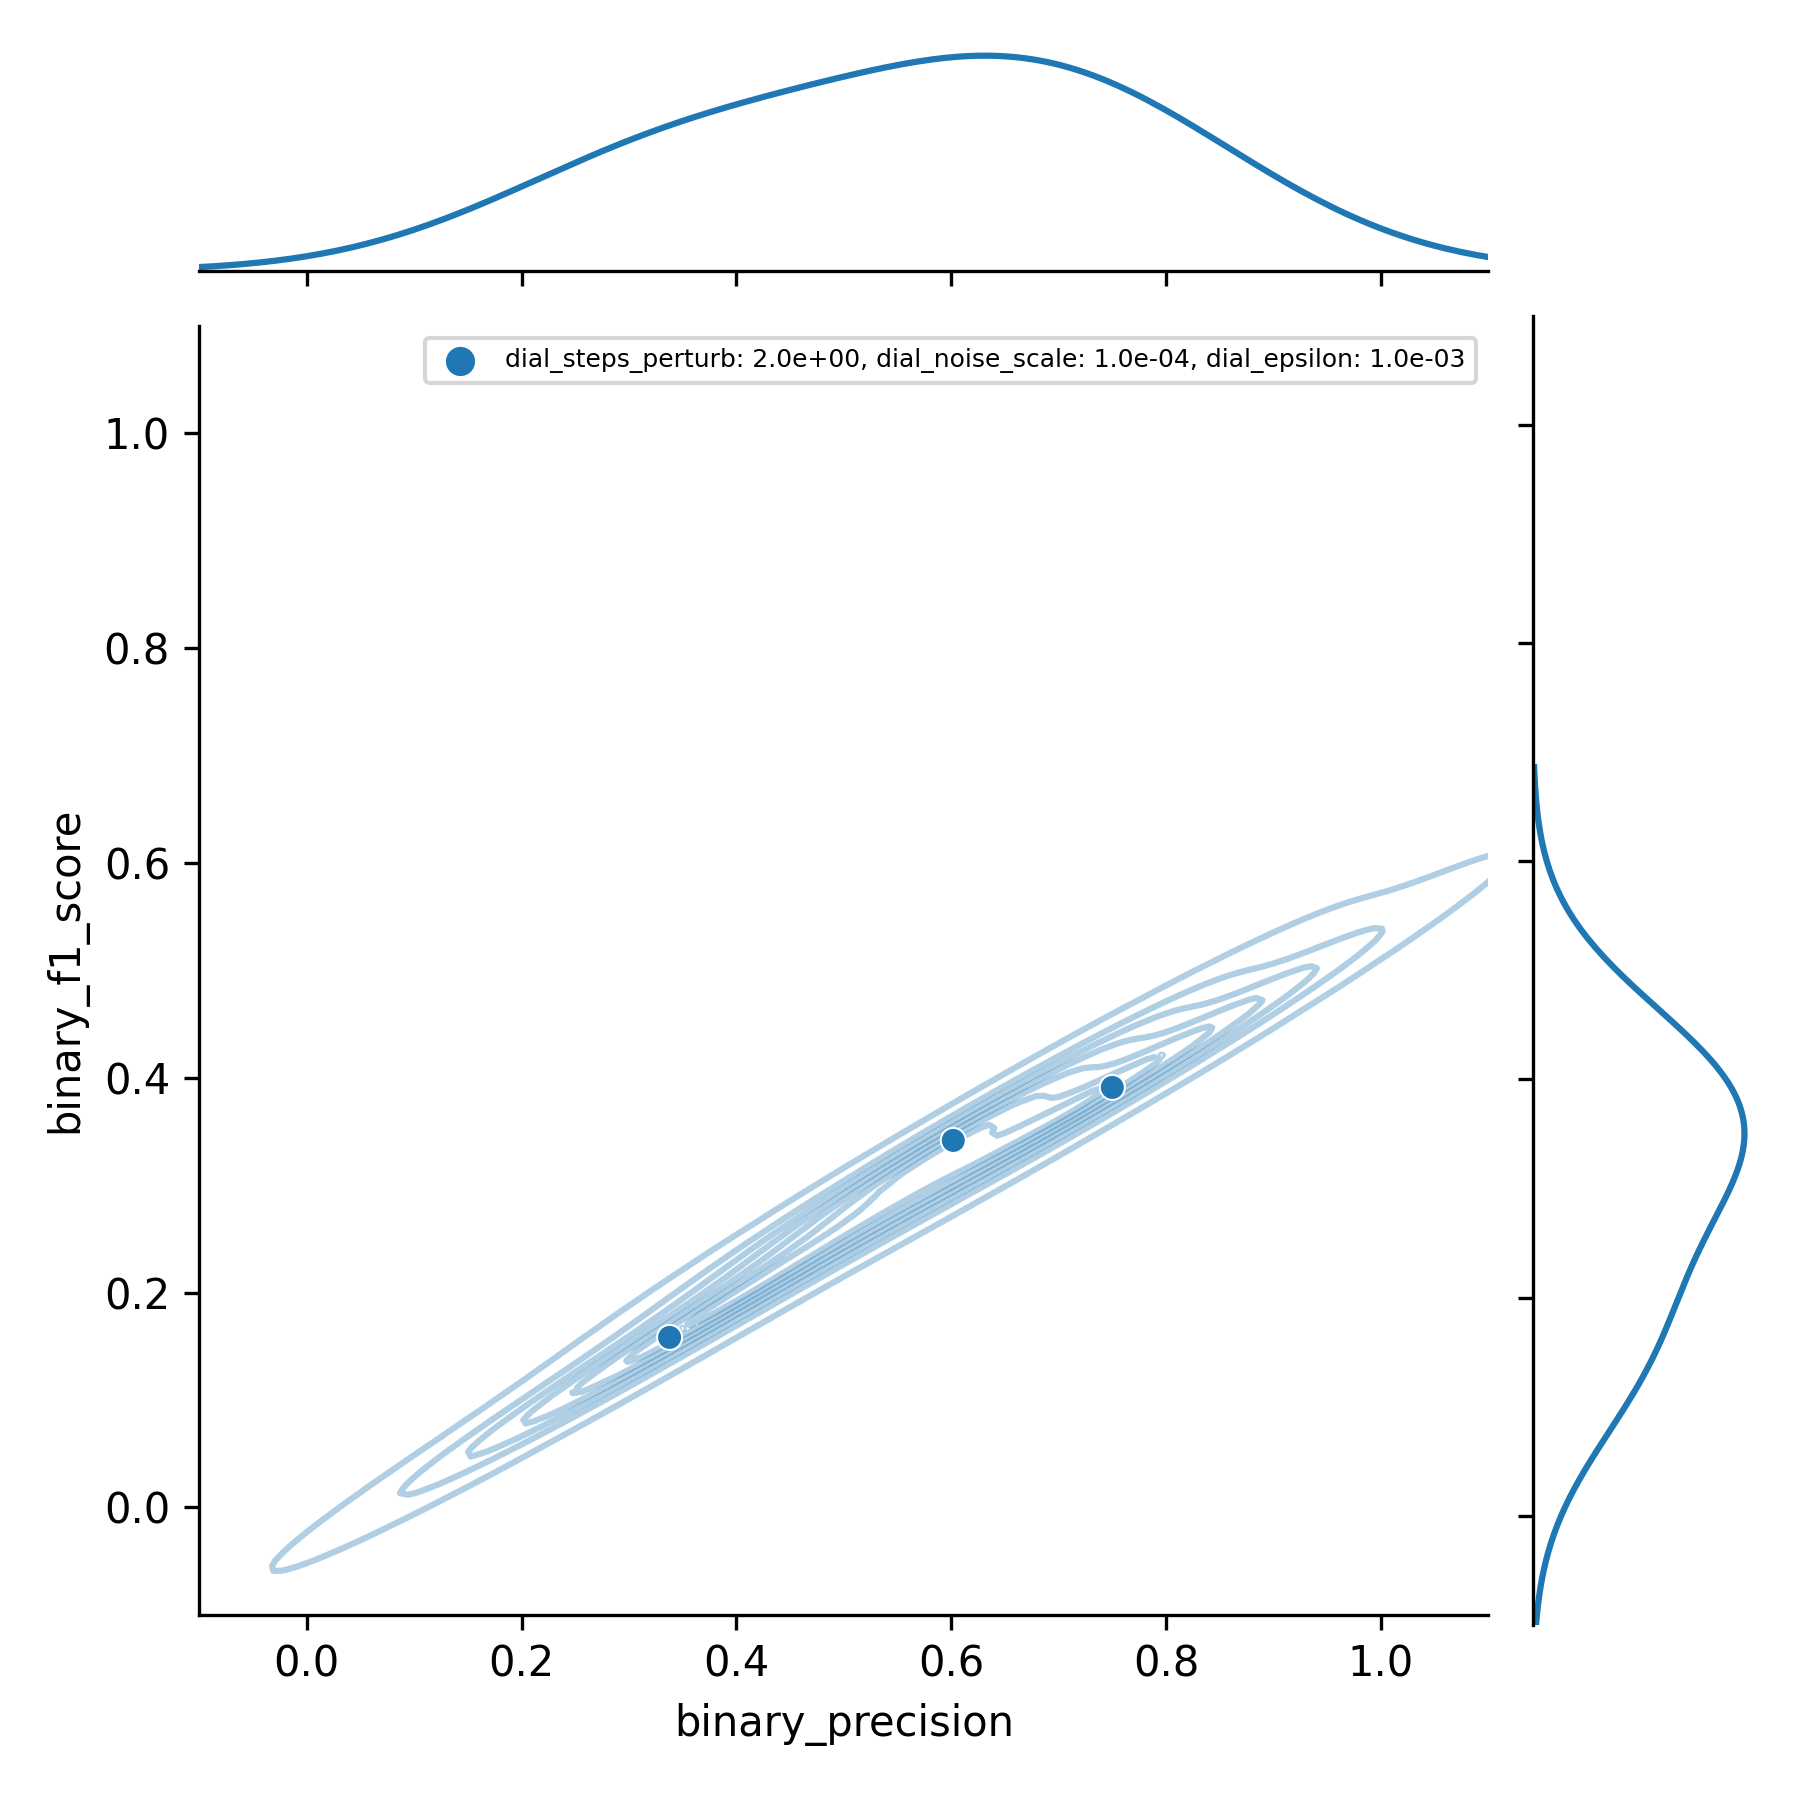 dial_steps_perturb: 2.0e+00, dial_noise_scale: 1.0e-04, dial_epsilon: 1.0e-03
1.0
0.8
0.6
0.4
0.2
0.0
binary_f1_score
0.0 0.2 0.4 0.6 0.8 1.0
binary_precision